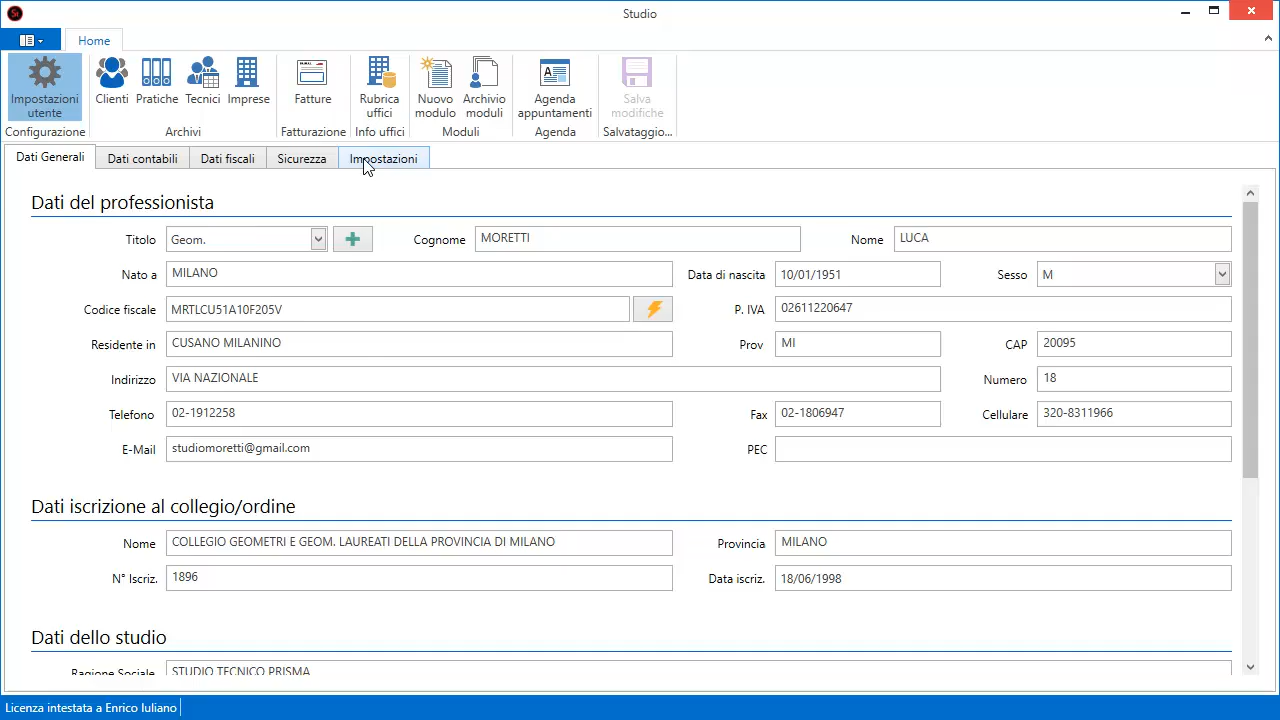 Studio
Home
Impostazioni utente
Clienti
Pratiche
Tecnici
Imprese
Fatture
Rubrica uffici
Nuovo modulo
Archivio moduli
Agenda appuntamenti
Salva modifiche
Configurazione
Archivi
Fatturazione
Info uffici
Moduli
Agenda
Salvataggio...
Dati Generali
Dati contabili
Dati fiscali
Sicurezza
Impostazioni
Dati del professionista
Titolo Geom. Cognome MORETTI Nome LUCA
Nato a MILANO Data di nascita 10/01/1951 Sesso M
Codice fiscale MRTLCU51A10F205V P. IVA 02611220647
Residente in CUSANO MILANINO Prov MI CAP 20095
Indirizzo VIA NAZIONALE Numero 18
Telefono 02-1912258 Fax 02-1806947 Cellulare 320-8311966
E-Mail studiomoretti@gmail.com PEC
Dati iscrizione al collegio/ordine
Nome COLLEGIO GEOMETRI E GEOM. LAUREATI DELLA PROVINCIA DI MILANO Provincia MILANO
N° Iscriz. 1896 Data iscriz. 18/06/1998
Dati dello studio
Ragione Sociale STUDIO TECNICO PRISMA
Licenza intestata a Enrico Iuliano